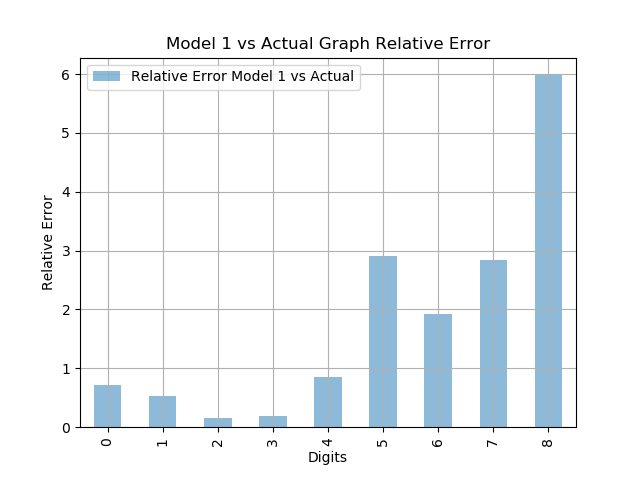 Model 1 vs Actual Graph Relative Error
Relative Error Model 1 vs Actual
Relative Error
6
5
4
3
2
1
0
0 1 2 3 4 5 6 7 8
Digits